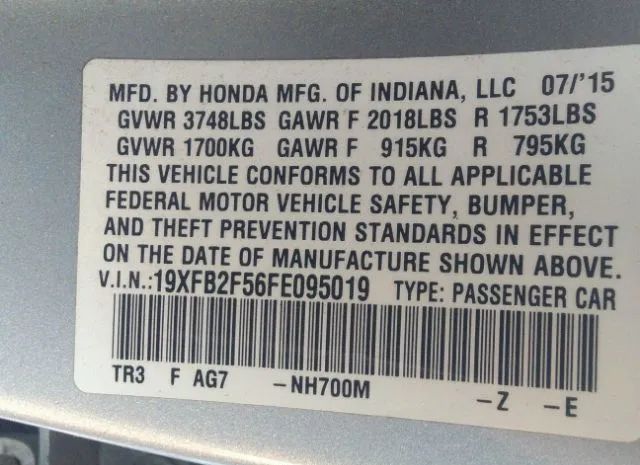 MFD. BY HONDA MFG. OF INDIANA, LLC 07/'15
GVWR 3748LBS GAWR F 2018LBS R 1753LBS
GVWR 1700KG GAWR F 915KG R 795KG
THIS VEHICLE CONFORMS TO ALL APPLICABLE
FEDERAL MOTOR VEHICLE SAFETY, BUMPER,
AND THEFT PREVENTION STANDARDS IN EFFECT
ON THE DATE OF MANUFACTURE SHOWN ABOVE.
V.I.N.:19XFB2F56FE095019 TYPE: PASSENGER CAR
TR3 F AG7 -NH700M -Z -E